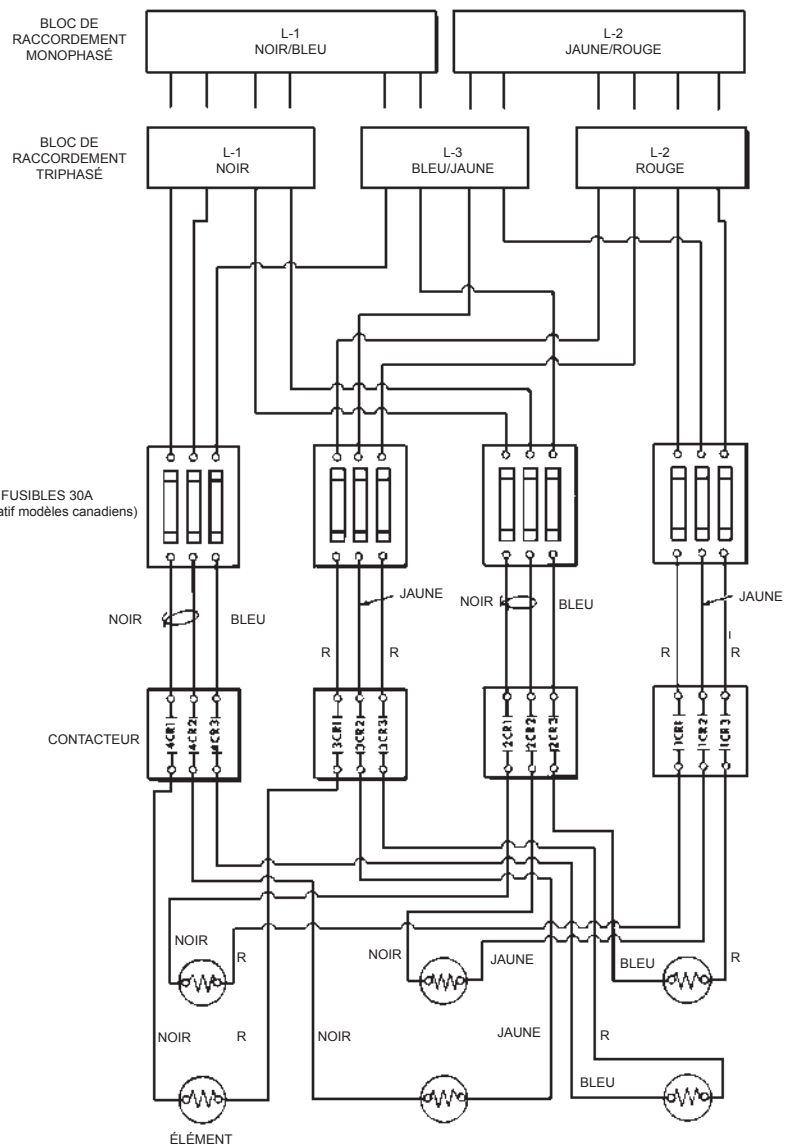 BLOC DE
RACCORDEMENT
MONOPHASÉ
L-1
NOIR/BLEU
L-2
JAUNE/ROUGE
BLOC DE
RACCORDEMENT
TRIPHASÉ
L-1
NOIR
L-3
BLEU/JAUNE
L-2
ROUGE
FUSIBLES 30A
atif modèles canadiens)
NOIR
BLEU
JAUNE
R
R
NOIR
BLEU
JAUNE
R
R
CONTACTEUR
4CR1
4CR2
4CR3
3CR1
3CR2
3CR3
2CR1
2CR2
2CR3
1CR1
1CR2
1CR3
NOIR
R
NOIR
JAUNE
BLEU
R
NOIR
R
NOIR
JAUNE
R
BLEU
ÉLÉMENT